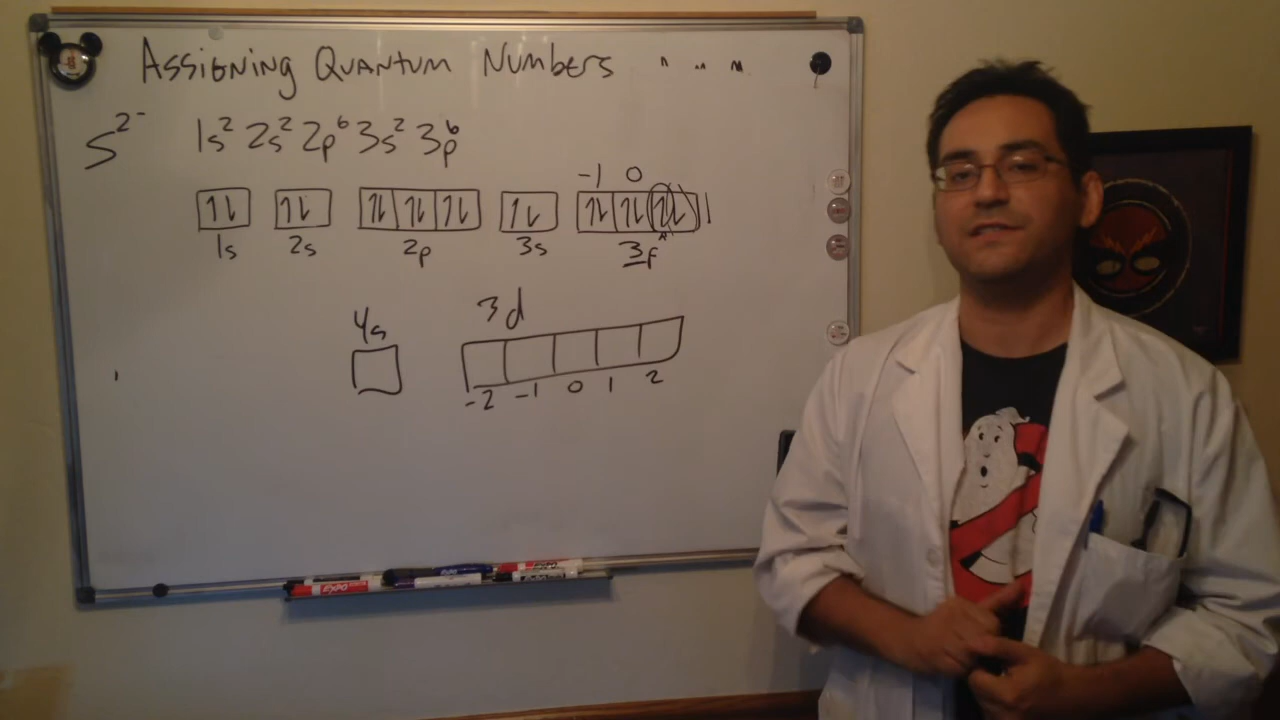 Assigning Quantum Numbers " ... "
S²⁻ 1s² 2s² 2p⁶ 3s² 3p⁶
-1 0
↑↓ ↑↓ ↑↓ ↑↓ ↑↓ ↑↓ ↑↓ ↑↓ ↑↓
1s 2s 2p 3s 3p
4s 3d
-2 -1 0 1 2